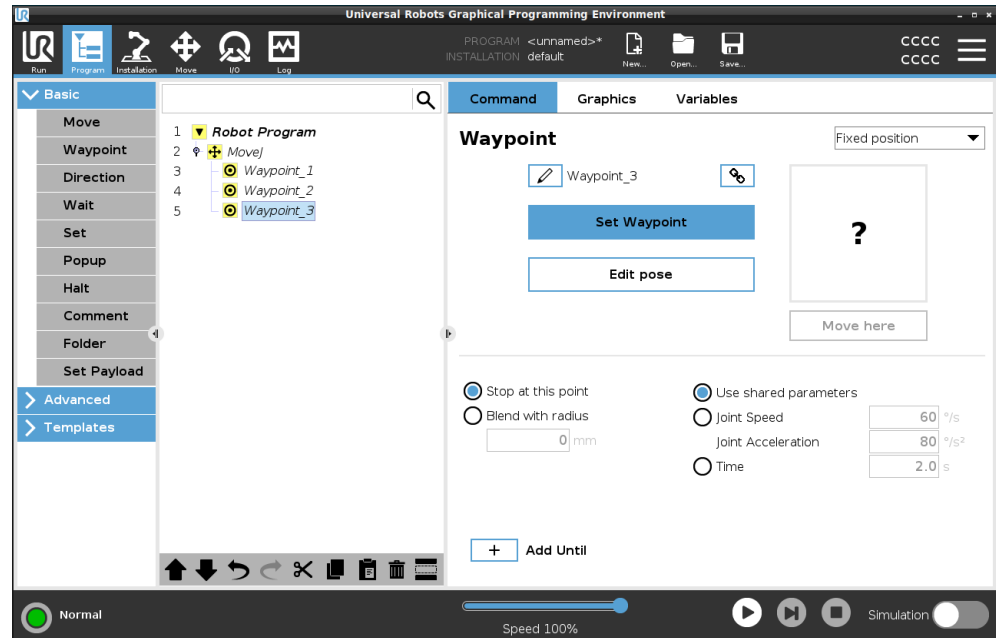 Universal Robots Graphical Programming Environment
UR
PROGRAM <unnamed>*
INSTALLATION default
CCCC
CCCC
Run Program Installation Move I/O Log New... Open... Save...
Basic
Move
Waypoint
Direction
Wait
Set
Popup
Halt
Comment
Folder
Set Payload
Advanced
Templates
1 Robot Program
2 MoveJ
3 Waypoint_1
4 Waypoint_2
5 Waypoint_3
Command Graphics Variables
Waypoint
Fixed position
Waypoint_3
Set Waypoint
Edit pose
?
Move here
Stop at this point
Blend with radius
0 mm
Use shared parameters
Joint Speed 60 °/s
Joint Acceleration 80 °/s²
Time 2.0 s
+ Add Until
Normal
Speed 100%
Simulation